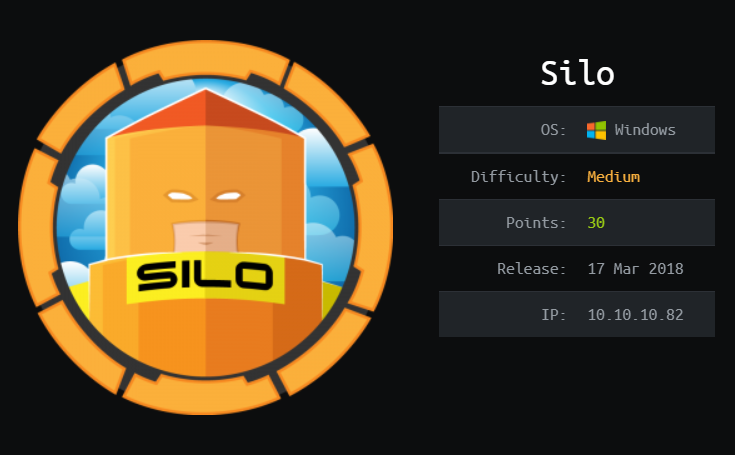 Silo
OS: Windows
Difficulty: Medium
Points: 30
Release: 17 Mar 2018
IP: 10.10.10.82
SILO